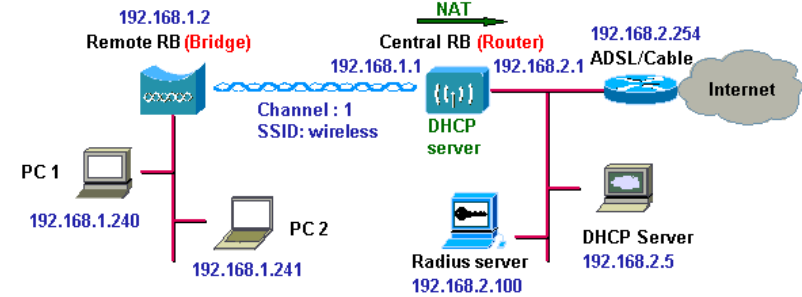 192.168.1.2
Remote RB (Bridge)
NAT
Central RB (Router)
192.168.1.1
192.168.2.1
192.168.2.254
ADSL/Cable
Internet
Channel : 1
SSID: wireless
DHCP
server
PC 1
192.168.1.240
PC 2
192.168.1.241
Radius server
192.168.2.100
DHCP Server
192.168.2.5